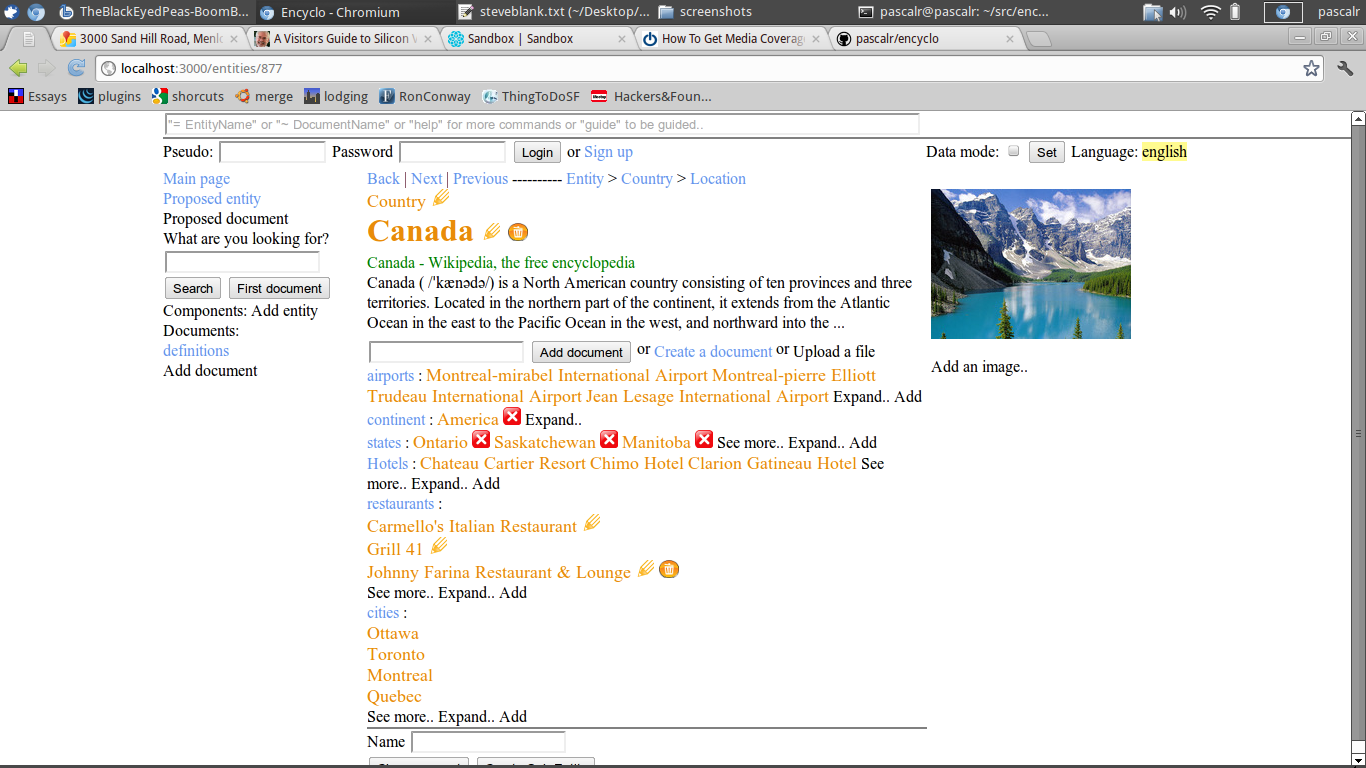 TheBlackEyedPeas-BoomB...
Encyclo - Chromium
steveblank.txt (~/Desktop/...
screenshots
pascalr@pascalr: ~/src/enc...
pascalr
3000 Sand Hill Road, Menl
A Visitors Guide to Silicon V
Sandbox | Sandbox
How To Get Media Coverag
pascalr/encyclo
localhost:3000/entities/877
Essays plugins shorcuts merge lodging RonConway ThingToDoSF Hackers&Foun...
"= EntityName" or "~ DocumentName" or "help" for more commands or "guide" to be guided..
Pseudo: Password Login or Sign up
Data mode: Set Language: english
Main page
Proposed entity
Proposed document
What are you looking for?
Search First document
Components: Add entity
Documents:
definitions
Add document
Back | Next | Previous ---------- Entity > Country > Location
Country
Canada
Canada - Wikipedia, the free encyclopedia
Canada ( /ˈkænədə/) is a North American country consisting of ten provinces and three
territories. Located in the northern part of the continent, it extends from the Atlantic
Ocean in the east to the Pacific Ocean in the west, and northward into the ...
Add document or Create a document or Upload a file
airports : Montreal-mirabel International Airport Montreal-pierre Elliott
Trudeau International Airport Jean Lesage International Airport Expand.. Add
continent : America Expand..
states : Ontario Saskatchewan Manitoba See more.. Expand.. Add
Hotels : Chateau Cartier Resort Chimo Hotel Clarion Gatineau Hotel See
more.. Expand.. Add
restaurants :
Carmello's Italian Restaurant
Grill 41
Johnny Farina Restaurant & Lounge
See more.. Expand.. Add
cities :
Ottawa
Toronto
Montreal
Quebec
See more.. Expand.. Add
Name
Add an image..